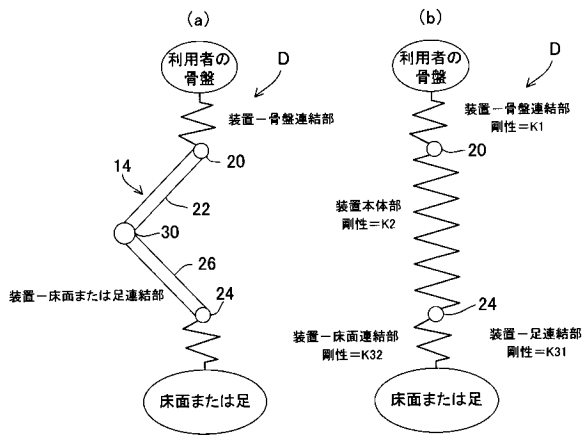 (a)
利用者の
骨盤
D
装置－骨盤連結部
20
14
22
30
26
装置－床面または足連結部
24
床面または足
(b)
利用者の
骨盤
D
装置－骨盤連結部
剛性=K1
20
装置本体部
剛性=K2
24
装置－床面連結部
剛性=K32
装置－足連結部
剛性=K31
床面または足